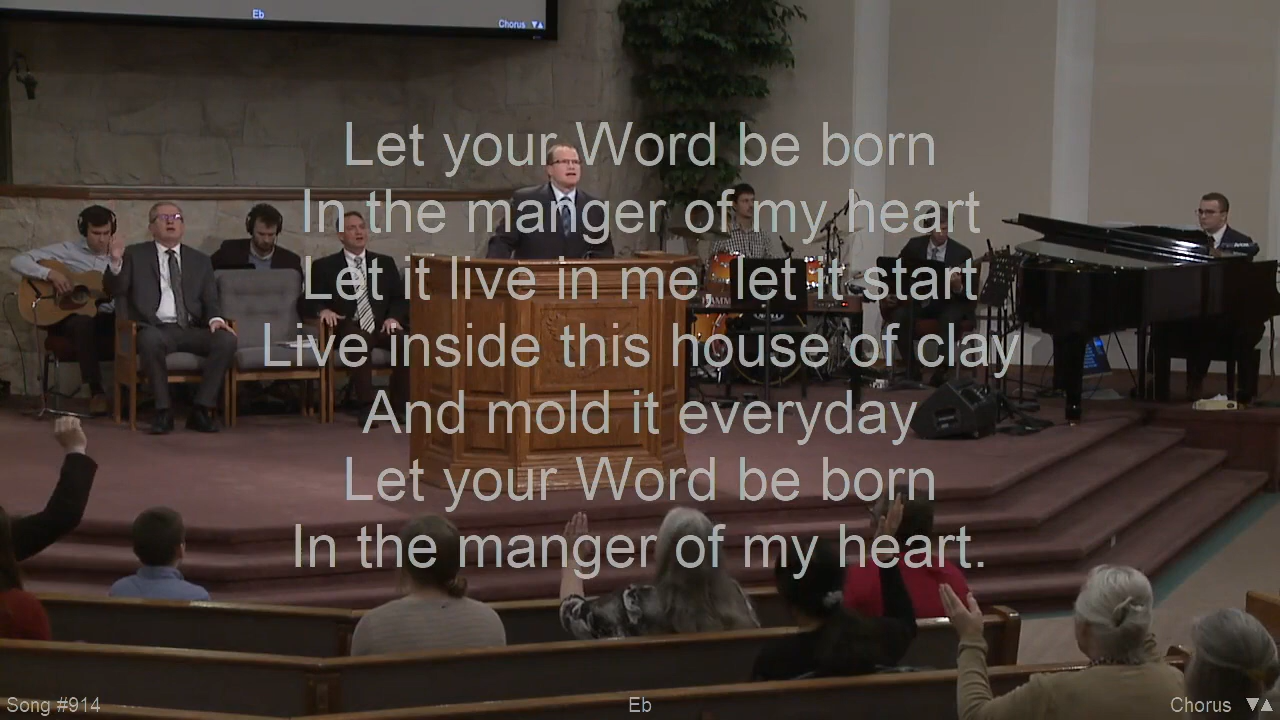 Eb
Chorus ▼▲
Let your Word be born
In the manger of my heart
Let it live in me, let it start
Live inside this house of clay
And mold it everyday
Let your Word be born
In the manger of my heart.
Song #914
Eb
Chorus ▼▲